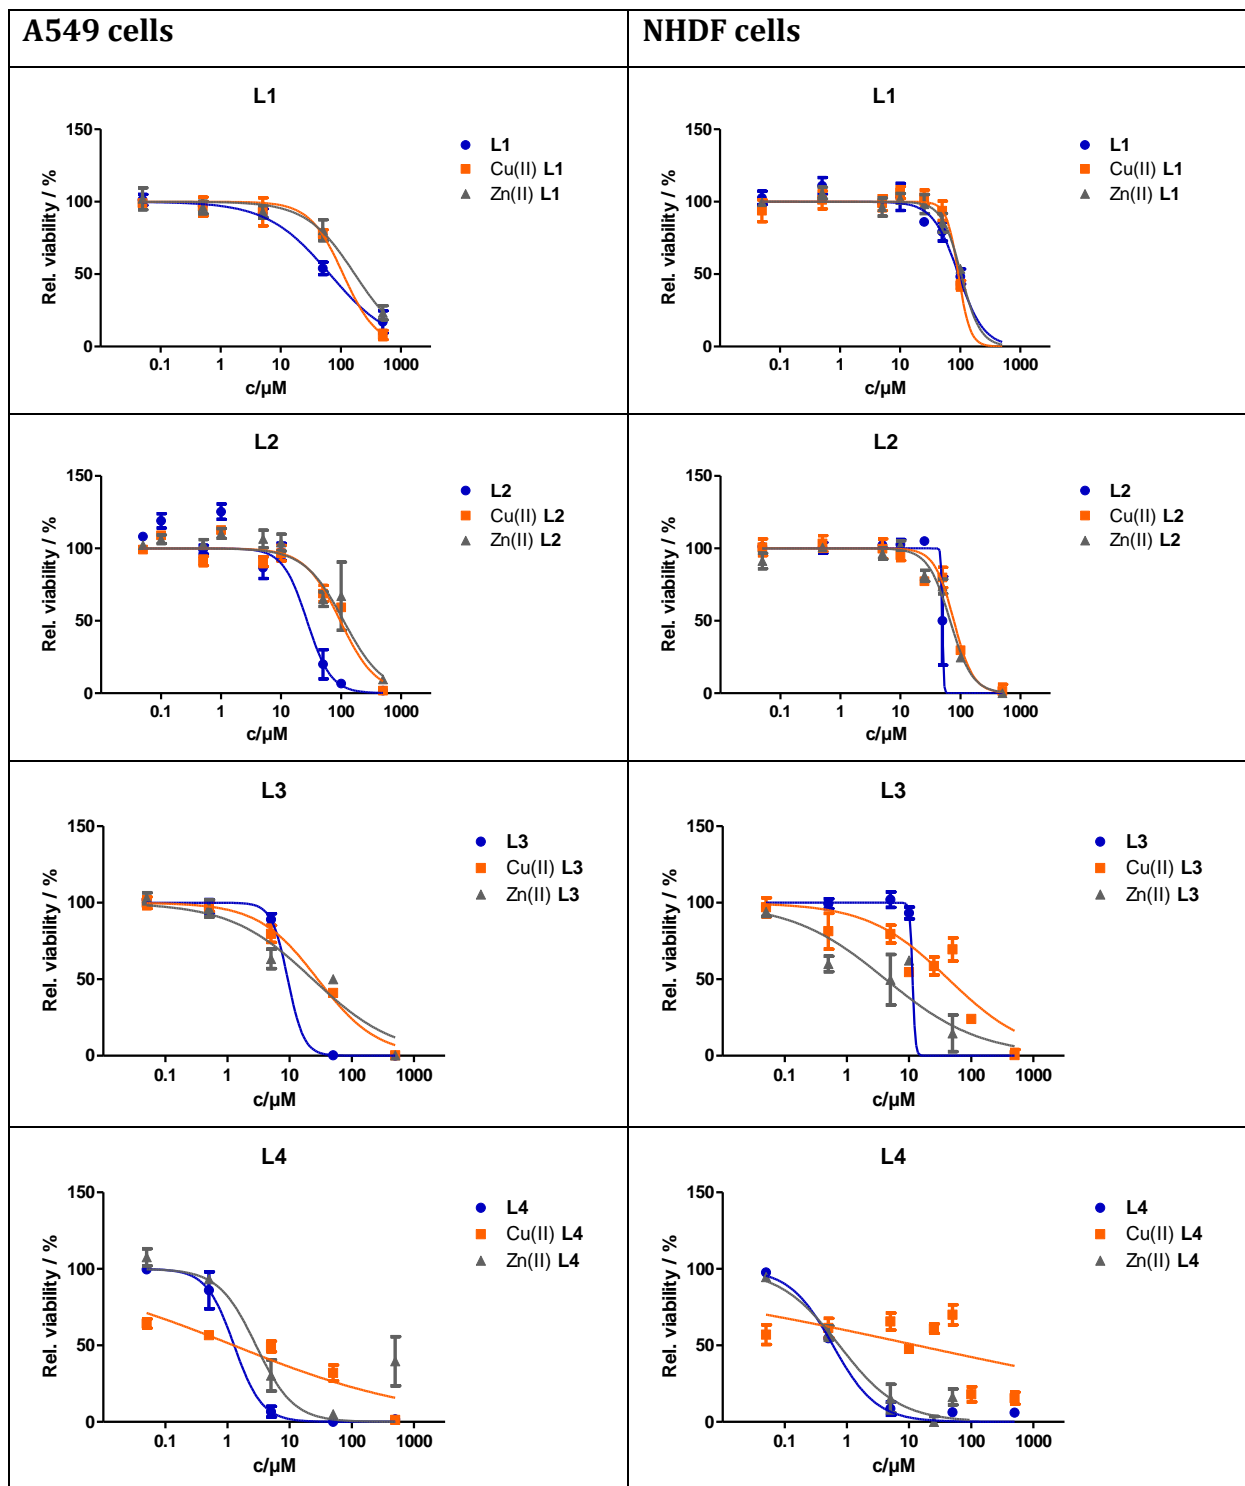 A549 cells
NHDF cells
L1
150
100
50
0
Rel. viability / %
0.1 1 10 100 1000
c/µM
L1
Cu(II) L1
Zn(II) L1
L1
150
100
50
0
Rel. viability / %
0.1 1 10 100 1000
c/µM
L1
Cu(II) L1
Zn(II) L1
L2
150
100
50
0
Rel. viability / %
0.1 1 10 100 1000
c/µM
L2
Cu(II) L2
Zn(II) L2
L2
150
100
50
0
Rel. viability / %
0.1 1 10 100 1000
c/µM
L2
Cu(II) L2
Zn(II) L2
L3
150
100
50
0
Rel. viability / %
0.1 1 10 100 1000
c/µM
L3
Cu(II) L3
Zn(II) L3
L3
150
100
50
0
Rel. viability / %
0.1 1 10 100 1000
c/µM
L3
Cu(II) L3
Zn(II) L3
L4
150
100
50
0
Rel. viability / %
0.1 1 10 100 1000
c/µM
L4
Cu(II) L4
Zn(II) L4
L4
150
100
50
0
Rel. viability / %
0.1 1 10 100 1000
c/µM
L4
Cu(II) L4
Zn(II) L4